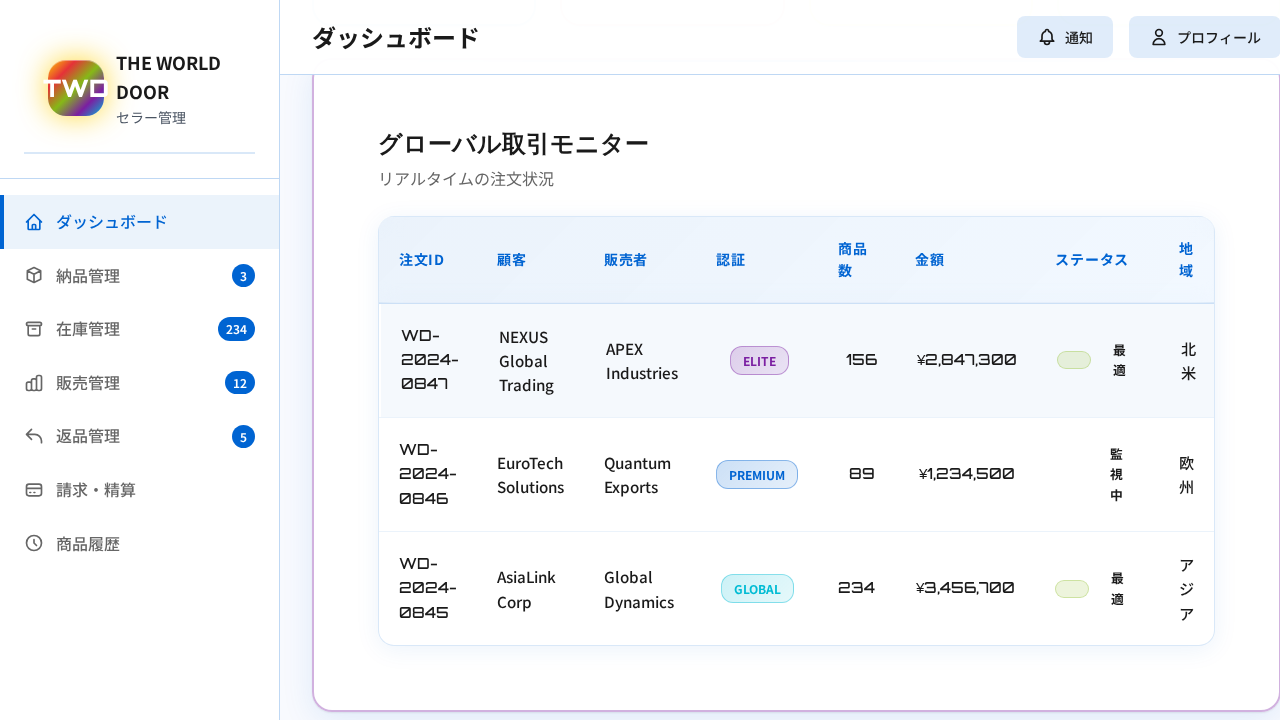 TWD
THE WORLD
DOOR
セラー管理
ダッシュボード
納品管理
3
在庫管理
234
販売管理
12
返品管理
5
請求・精算
商品履歴
ダッシュボード
通知
プロフィール
グローバル取引モニター
リアルタイムの注文状況
注文ID
顧客
販売者
認証
商品
数
金額
ステータス
地
域
WD-
2024-
0847
NEXUS
Global
Trading
APEX
Industries
ELITE
156
¥2,847,300
最
適
北
米
WD-
2024-
0846
EuroTech
Solutions
Quantum
Exports
PREMIUM
89
¥1,234,500
監
視
中
欧
州
WD-
2024-
0845
AsiaLink
Corp
Global
Dynamics
GLOBAL
234
¥3,456,700
最
適
ア
ジ
ア